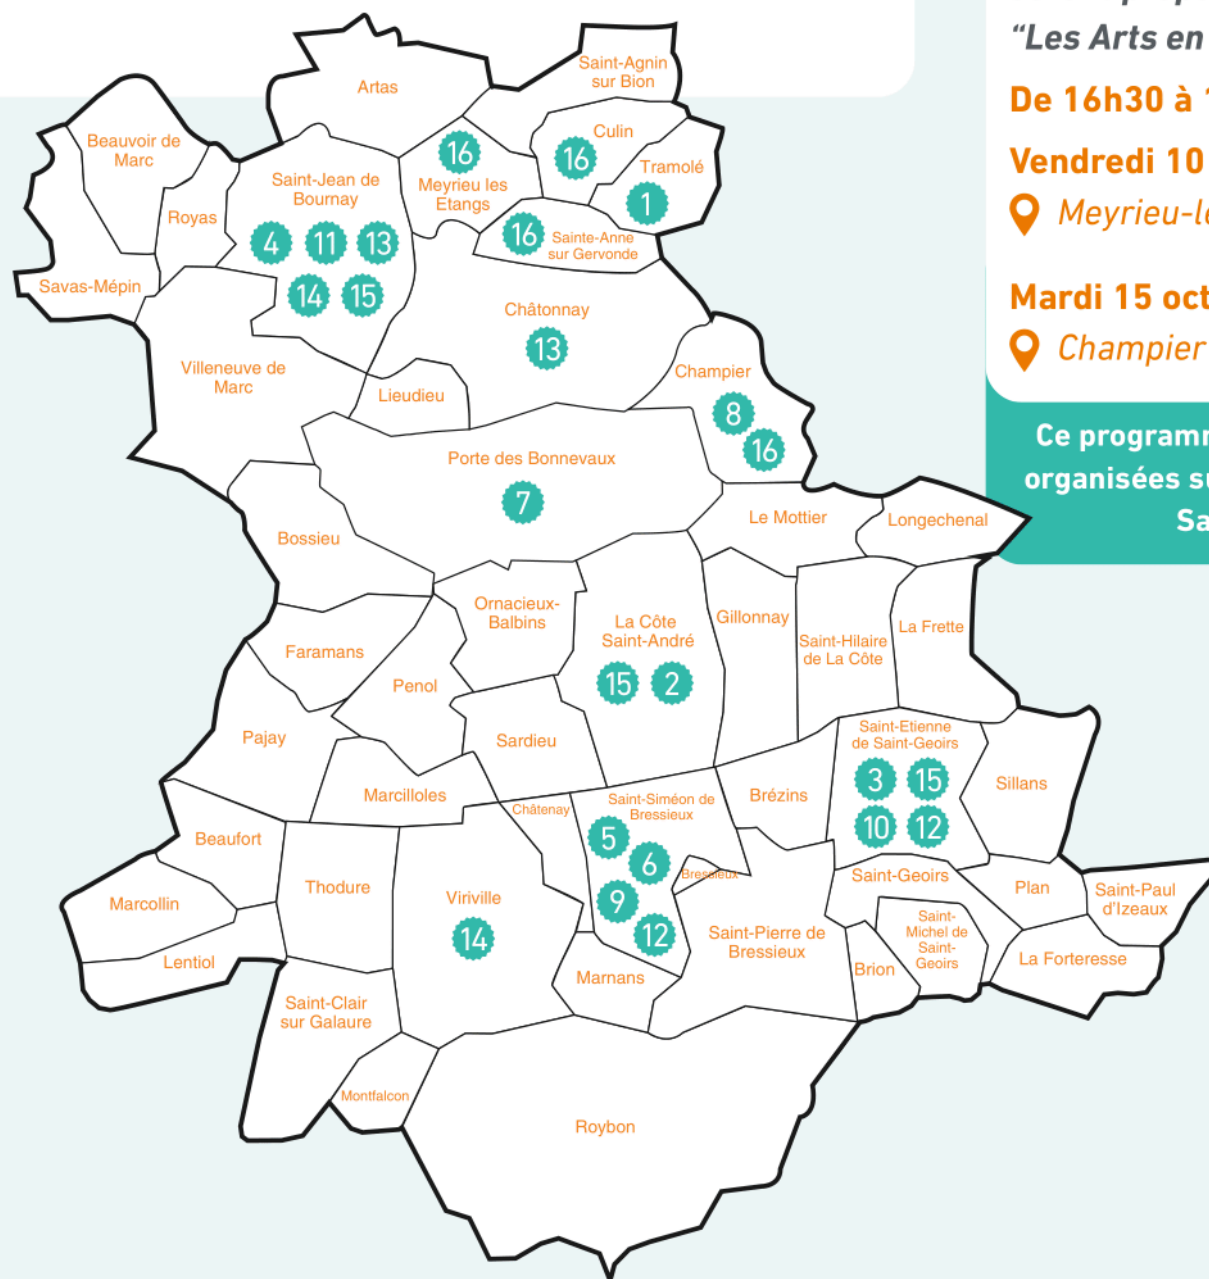 “Les Arts en
De 16h30 à 1
Vendredi 10
Meyrieu-le
Mardi 15 oct
Champier
Ce programm
organisées su
Sa
Artas
Saint-Agnin
sur Bion
Beauvoir de
Marc
Culin
16
Tramolé
1
16
Meyrieu les
Etangs
Saint-Jean de
Bournay
4 11 13
14 15
Royas
16
Sainte-Anne
sur Gervonde
Savas-Mépin
Châtonnay
13
Villeneuve de
Marc
Lieudieu
Champier
8
16
Porte des Bonnevaux
7
Le Mottier
Longechenal
Bossieu
Ornacieux-
Balbins
La Côte
Saint-André
15 2
Gillonnay
Saint-Hilaire
de La Côte
La Frette
Faramans
Penol
Pajay
Sardieu
Saint-Etienne
de Saint-Geoirs
3 15
10 12
Sillans
Marcilloles
Châtenay
Saint-Siméon de
Bressieux
5
6
9
12
Brézins
Beaufort
Bressieux
Saint-Geoirs
Plan
Saint-Paul
d'Izeaux
Marcollin
Thodure
Viriville
14
Saint-Pierre de
Bressieux
Saint-
Michel de
Saint-
Geoirs
La Forteresse
Lentiol
Marnans
Brion
Saint-Clair
sur Galaure
Montfalcon
Roybon